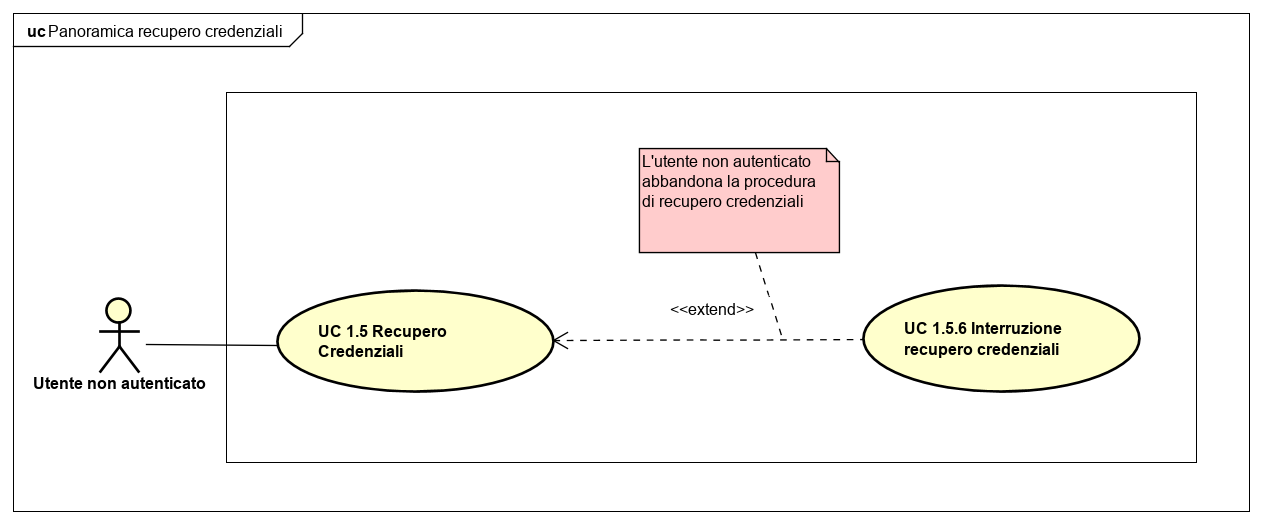 uc Panoramica recupero credenziali
L'utente non autenticato
abbandona la procedura
di recupero credenziali
<<extend>>
UC 1.5 Recupero
Credenziali
UC 1.5.6 Interruzione
recupero credenziali
Utente non autenticato